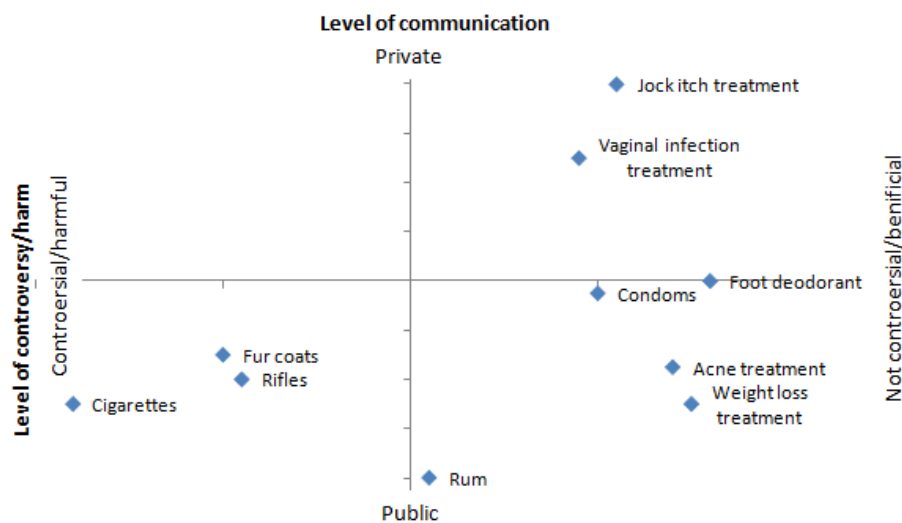 Level of communication
Private
Jock itch treatment
Vaginal infection
treatment
Level of controversy/harm
Controersial/harmful
Not controersial/benificial
Foot deodorant
Condoms
Fur coats
Rifles
Cigarettes
Acne treatment
Weight loss
treatment
Rum
Public